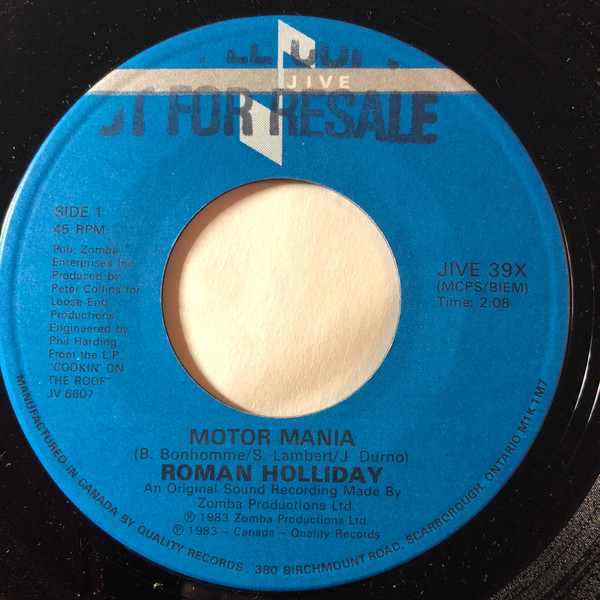 JIVE
FOR RESALE
SIDE 1
45 RPM
Pub: Zomba
Enterprises Inc.
Produced by
Peter Collins for
Loose End
Productions
Engineered by
Phil Harding
From the L.P.
"COOKIN' ON
THE ROOF"
JV 6607
JIVE 39X
(MCPS/BIEM)
Time: 2:08
MOTOR MANIA
(B. Bonhomme/S. Lambert/J. Durno)
ROMAN HOLLIDAY
An Original Sound Recording Made By
Zomba Productions Ltd.
℗ 1983 Zomba Productions Ltd.
℗ 1983 – Canada – Quality Records
MANUFACTURED IN CANADA BY QUALITY RECORDS, 380 BIRCHMOUNT ROAD, SCARBOROUGH, ONTARIO M1K 1M7